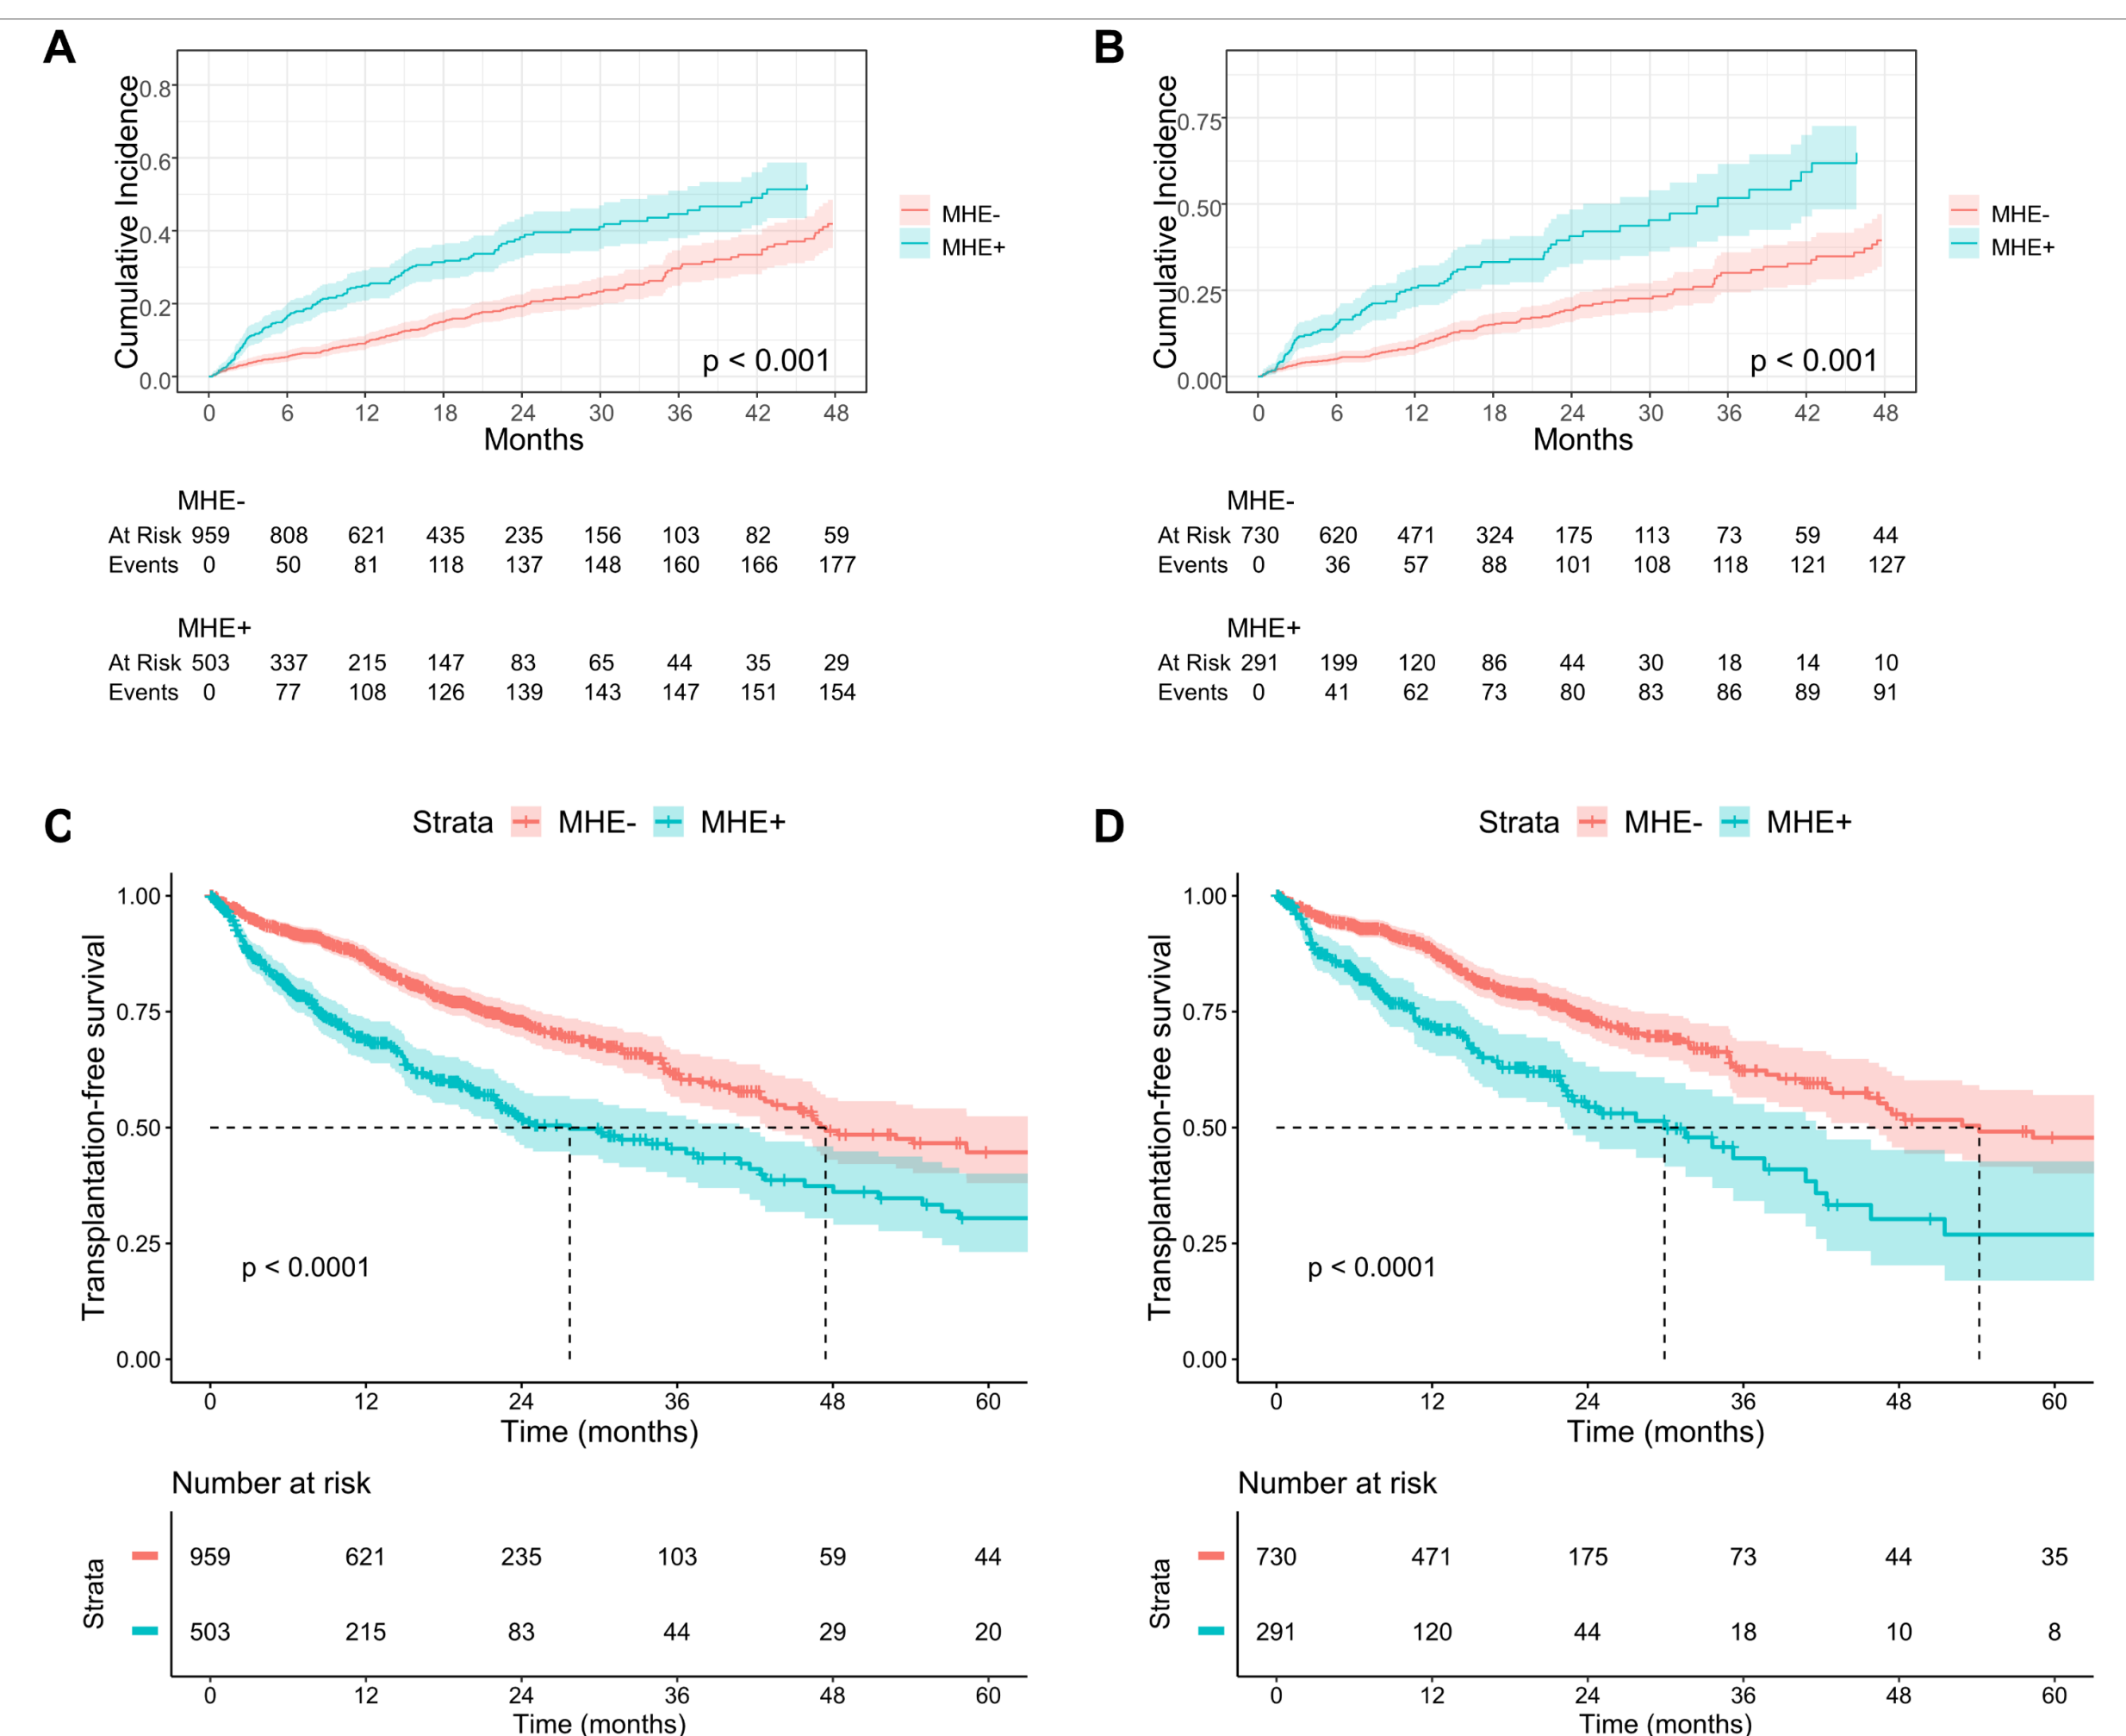 A
Cumulative Incidence
0.8
0.6
0.4
0.2
0.0
p < 0.001
0 6 12 18 24 30 36 42 48
Months
MHE-
MHE+
MHE-
At Risk 959 808 621 435 235 156 103 82 59
Events 0 50 81 118 137 148 160 166 177
MHE+
At Risk 503 337 215 147 83 65 44 35 29
Events 0 77 108 126 139 143 147 151 154
B
Cumulative Incidence
0.75
0.50
0.25
0.00
p < 0.001
0 6 12 18 24 30 36 42 48
Months
MHE-
MHE+
MHE-
At Risk 730 620 471 324 175 113 73 59 44
Events 0 36 57 88 101 108 118 121 127
MHE+
At Risk 291 199 120 86 44 30 18 14 10
Events 0 41 62 73 80 83 86 89 91
C
Strata MHE- MHE+
Transplantation-free survival
1.00
0.75
0.50
0.25
0.00
p < 0.0001
0 12 24 36 48 60
Time (months)
Number at risk
Strata
959 621 235 103 59 44
503 215 83 44 29 20
0 12 24 36 48 60
Time (months)
D
Strata MHE- MHE+
Transplantation-free survival
1.00
0.75
0.50
0.25
0.00
p < 0.0001
0 12 24 36 48 60
Time (months)
Number at risk
Strata
730 471 175 73 44 35
291 120 44 18 10 8
0 12 24 36 48 60
Time (months)